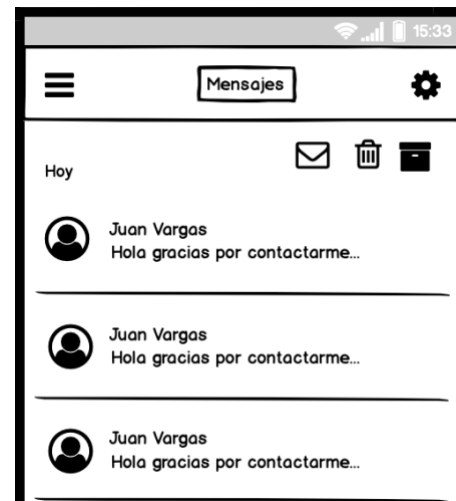 15:33
Mensajes
Hoy
Juan Vargas
Hola gracias por contactarme...
Juan Vargas
Hola gracias por contactarme...
Juan Vargas
Hola gracias por contactarme...